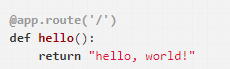 @app.route('/')
def hello():
    return "hello, world!"